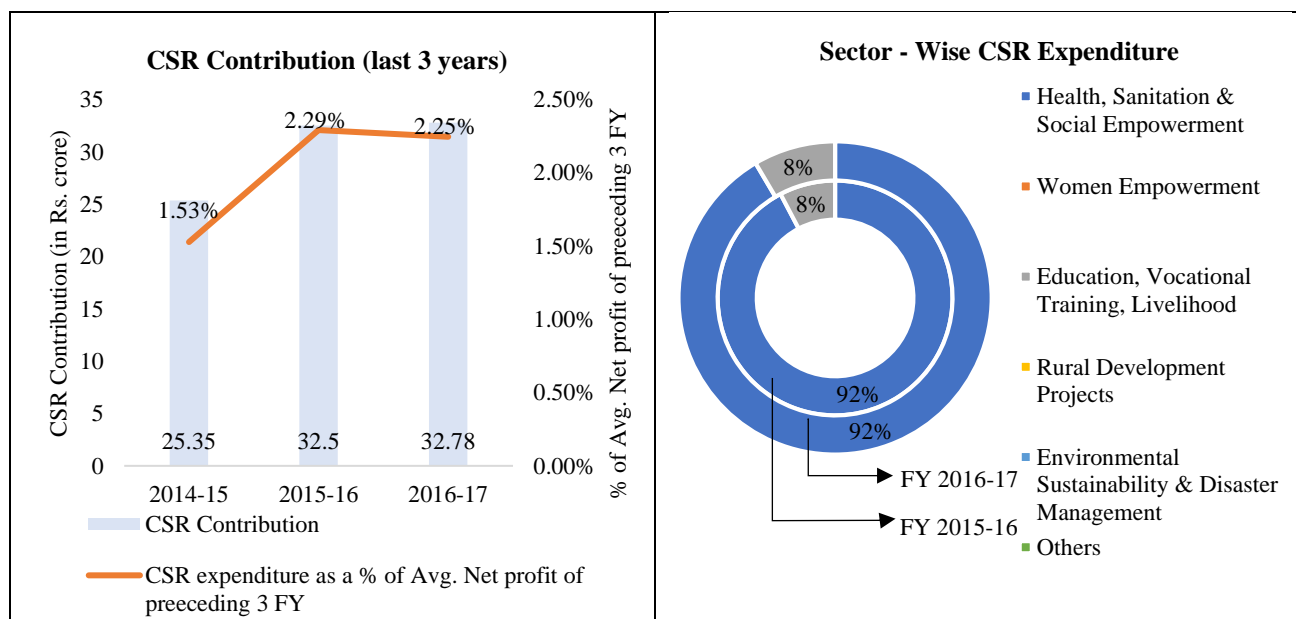 CSR Contribution (last 3 years)
CSR Contribution (in Rs. crore)
35
30
25
20
15
10
5
0
2.50%
2.00%
1.50%
1.00%
0.50%
0.00%
% of Avg. Net profit of preceding 3 FY
1.53%
2.29%
2.25%
25.35
32.5
32.78
2014-15
2015-16
2016-17
CSR Contribution
CSR expenditure as a % of Avg. Net profit of
preeceding 3 FY
Sector - Wise CSR Expenditure
8%
8%
92%
92%
FY 2016-17
FY 2015-16
Health, Sanitation &
Social Empowerment
Women Empowerment
Education, Vocational
Training, Livelihood
Rural Development
Projects
Environmental
Sustainability & Disaster
Management
Others